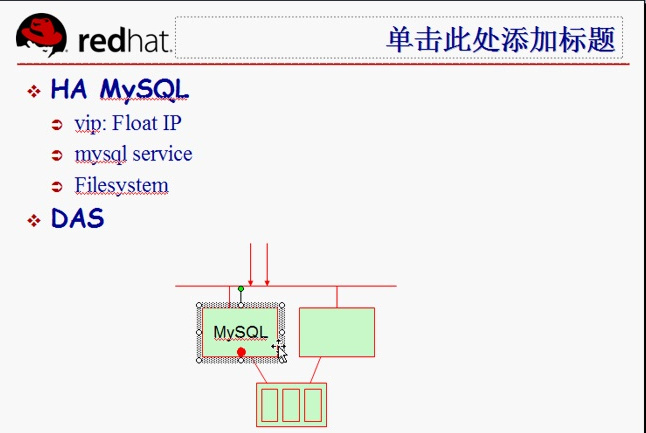 redhat.
单击此处添加标题
HA MySQL
vip: Float IP
mysql service
Filesystem
DAS
MySQL